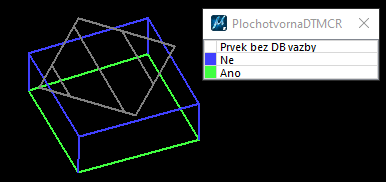 PlochotvornaDTMCR
Prvek bez DB vazby
Ne
Ano